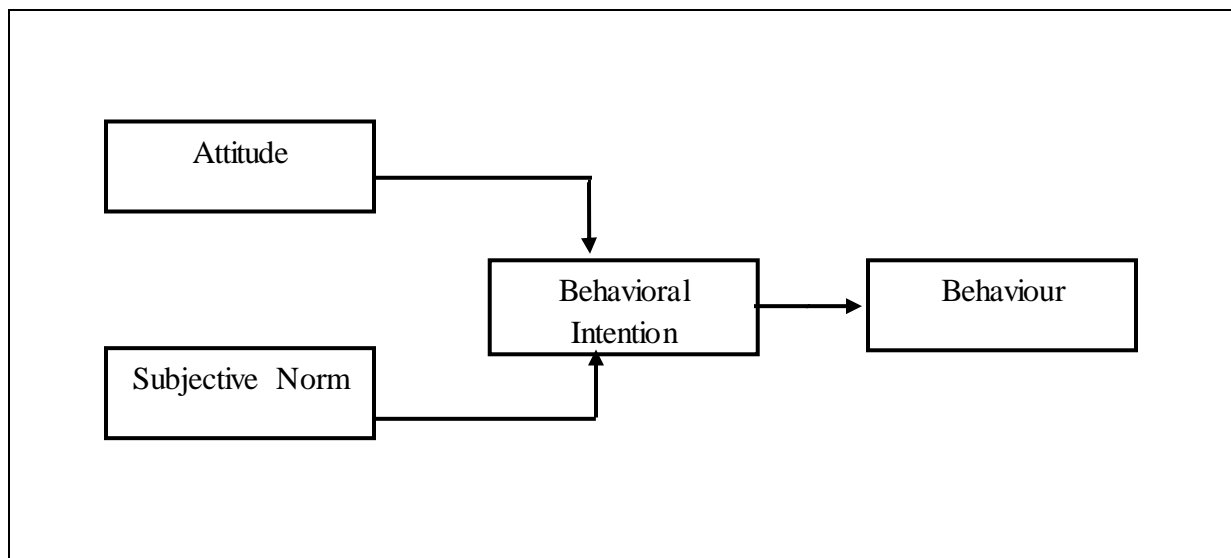 Attitude
Behavioral
Intention
Behaviour
Subjective Norm